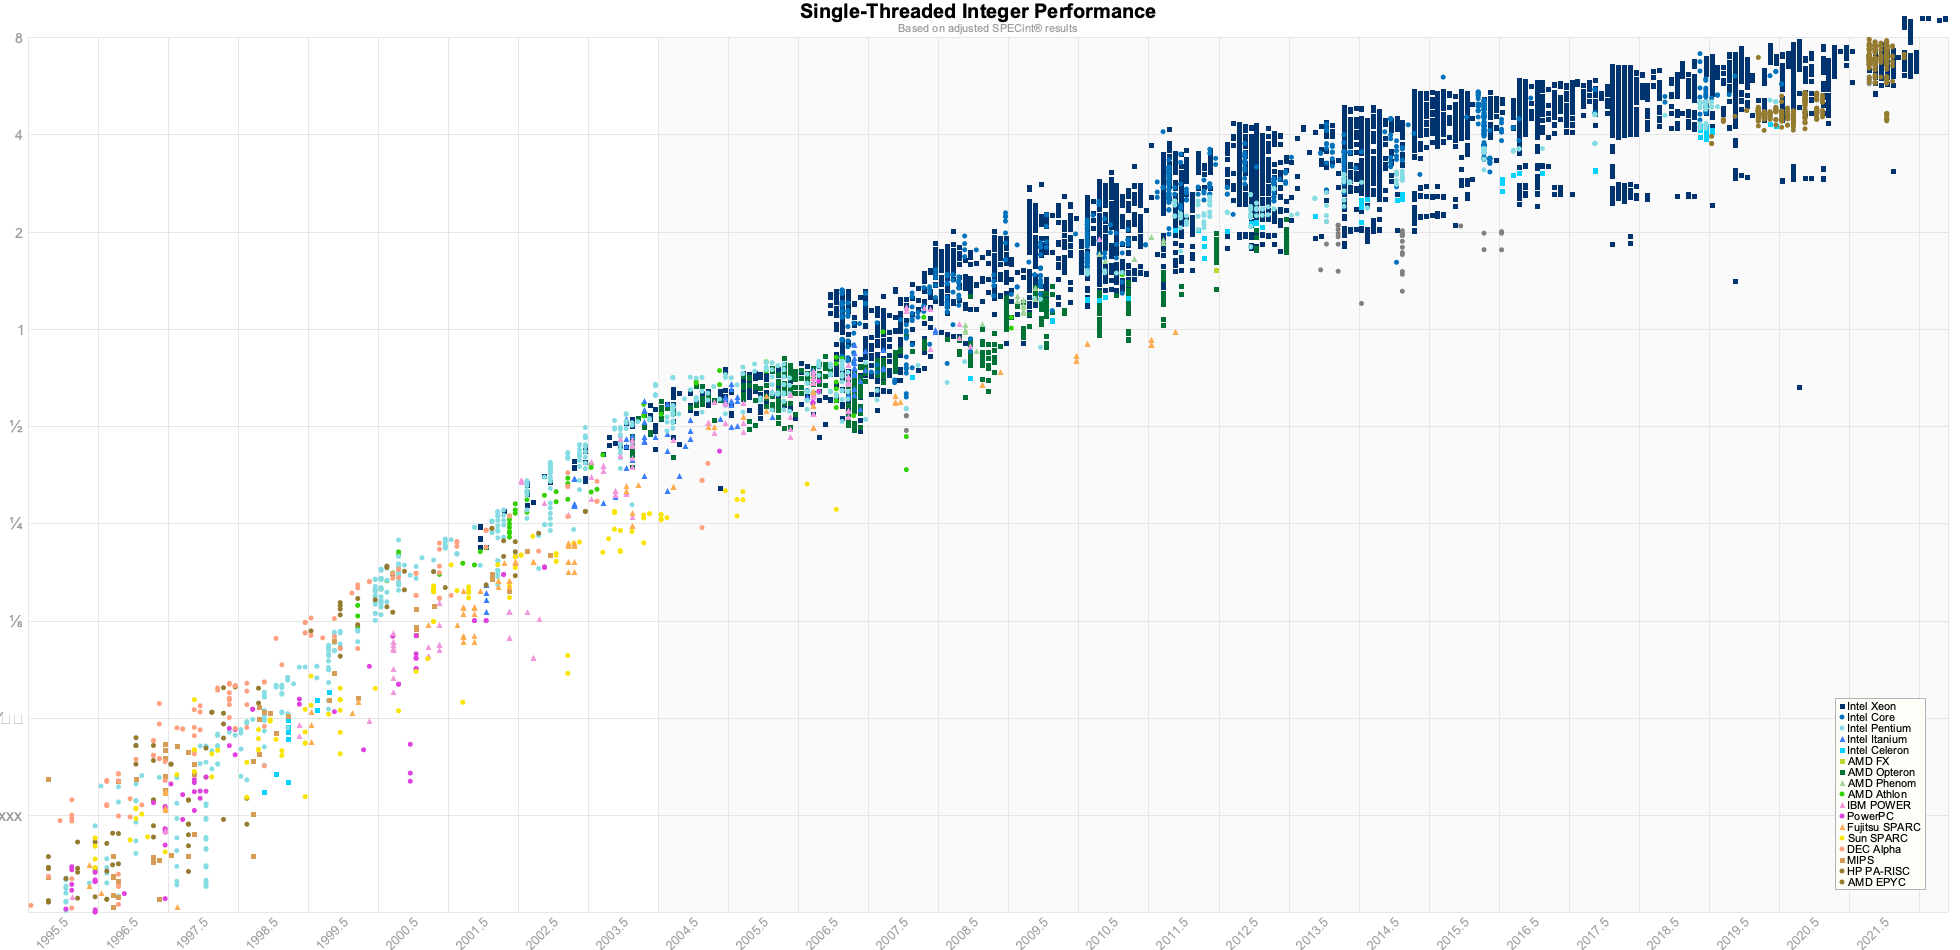 Single-Threaded Integer Performance
Based on adjusted SPECint® results
8
4
2
1
½
¼
⅛
xxx
Intel Xeon
Intel Core
Intel Pentium
Intel Itanium
Intel Celeron
AMD FX
AMD Opteron
AMD Phenom
AMD Athlon
IBM POWER
PowerPC
Fujitsu SPARC
Sun SPARC
DEC Alpha
MIPS
HP PA-RISC
AMD EPYC
1995.5
1996.5
1997.5
1998.5
1999.5
2000.5
2001.5
2002.5
2003.5
2004.5
2005.5
2006.5
2007.5
2008.5
2009.5
2010.5
2011.5
2012.5
2013.5
2014.5
2015.5
2016.5
2017.5
2018.5
2019.5
2020.5
2021.5